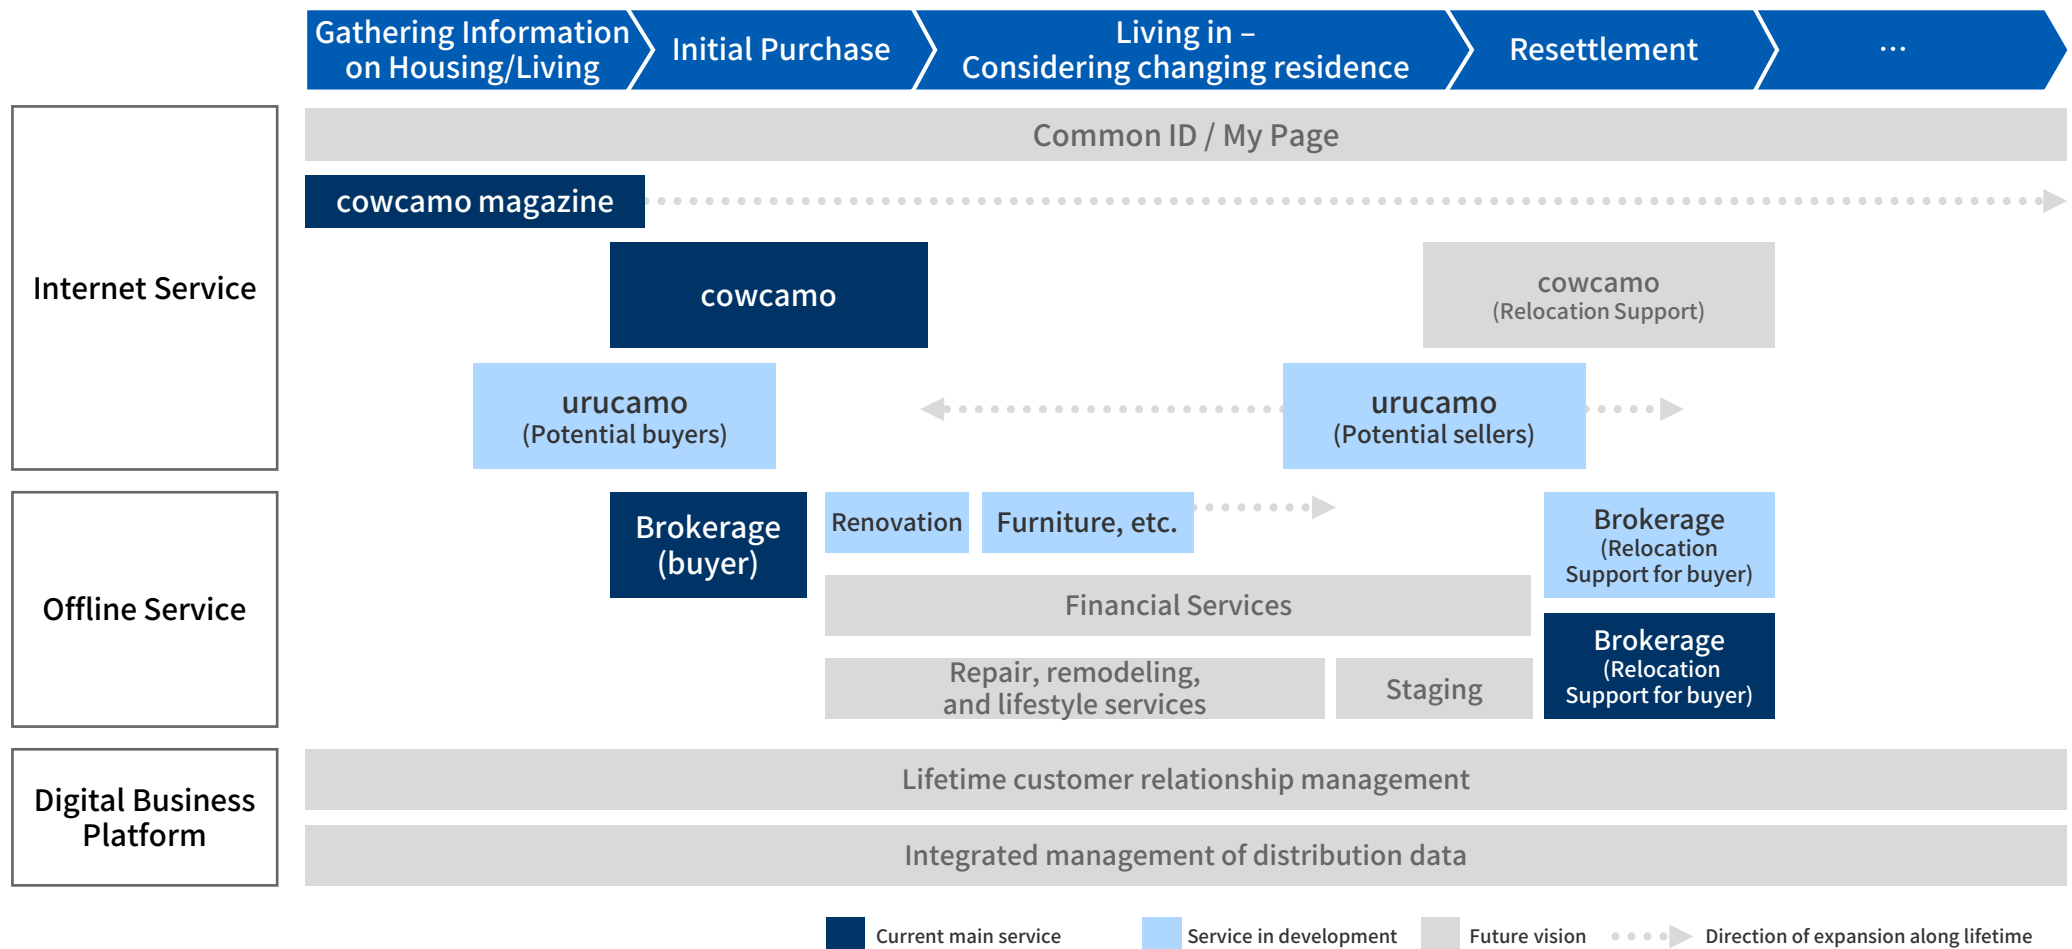 Gathering Information
on Housing/Living
Initial Purchase
Living in –
Considering changing residence
Resettlement
...
Internet Service
Common ID / My Page
cowcamo magazine
cowcamo
cowcamo
(Relocation Support)
urucamo
(Potential buyers)
urucamo
(Potential sellers)
Offline Service
Brokerage
(buyer)
Renovation
Furniture, etc.
Brokerage
(Relocation
Support for buyer)
Financial Services
Brokerage
(Relocation
Support for buyer)
Repair, remodeling,
and lifestyle services
Staging
Digital Business
Platform
Lifetime customer relationship management
Integrated management of distribution data
Current main service
Service in development
Future vision
Direction of expansion along lifetime